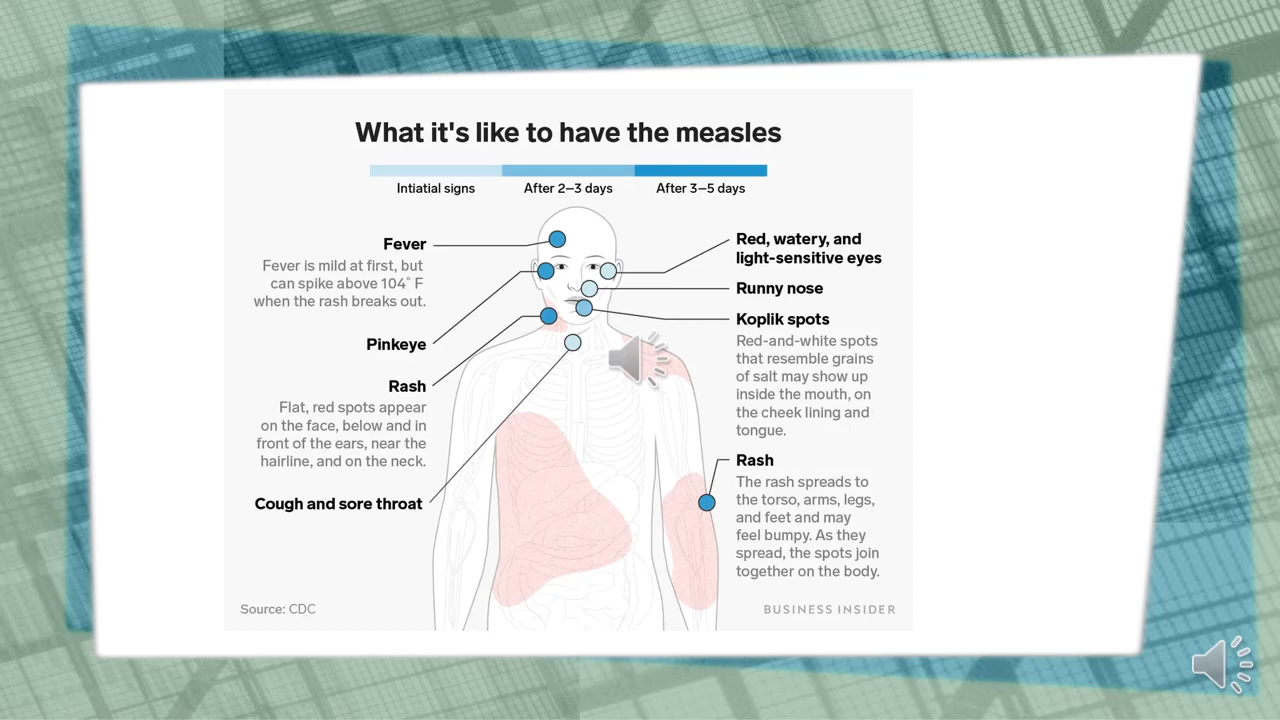 What it's like to have the measles
Intiatial signs
After 2–3 days
After 3–5 days
Fever
Fever is mild at first, but
can spike above 104° F
when the rash breaks out.
Pinkeye
Rash
Flat, red spots appear
on the face, below and in
front of the ears, near the
hairline, and on the neck.
Cough and sore throat
Red, watery, and
light-sensitive eyes
Runny nose
Koplik spots
Red-and-white spots
that resemble grains
of salt may show up
inside the mouth, on
the cheek lining and
tongue.
Rash
The rash spreads to
the torso, arms, legs,
and feet and may
feel bumpy. As they
spread, the spots join
together on the body.
Source: CDC
BUSINESS INSIDER